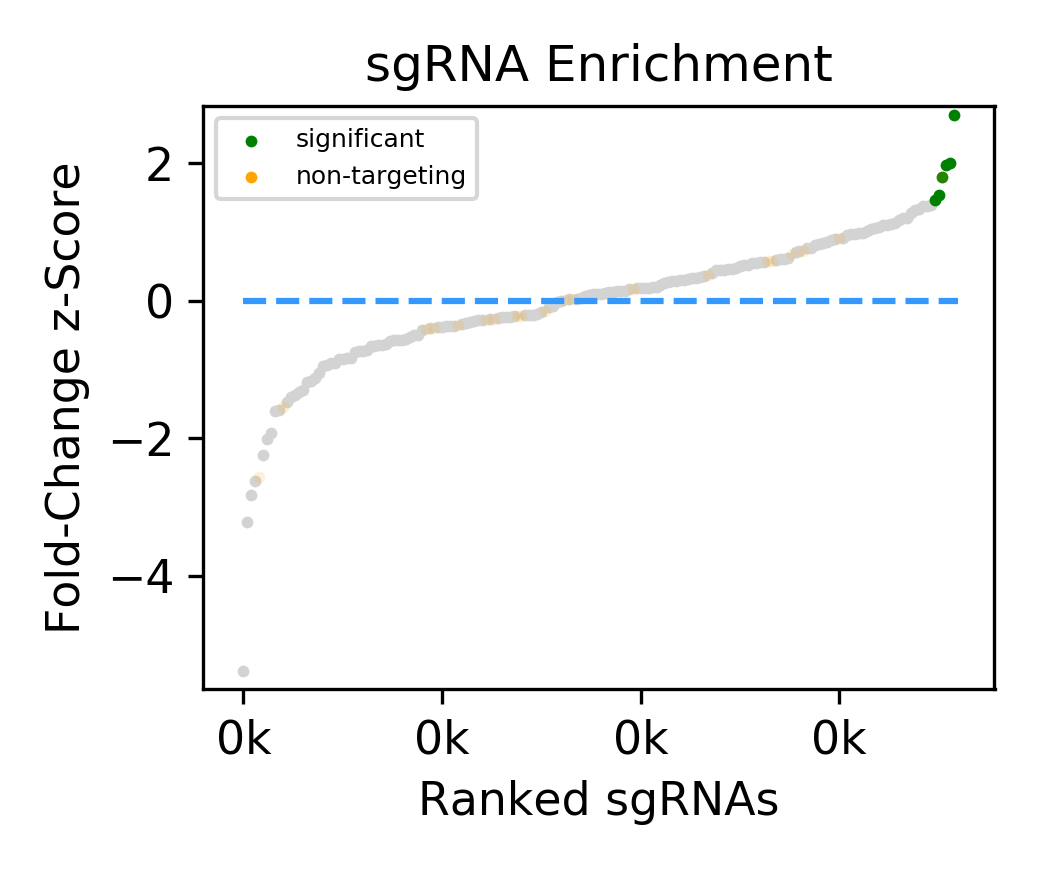 sgRNA Enrichment
significant
non-targeting
2
0
−2
−4
Fold-Change z-Score
0k 0k 0k 0k
Ranked sgRNAs